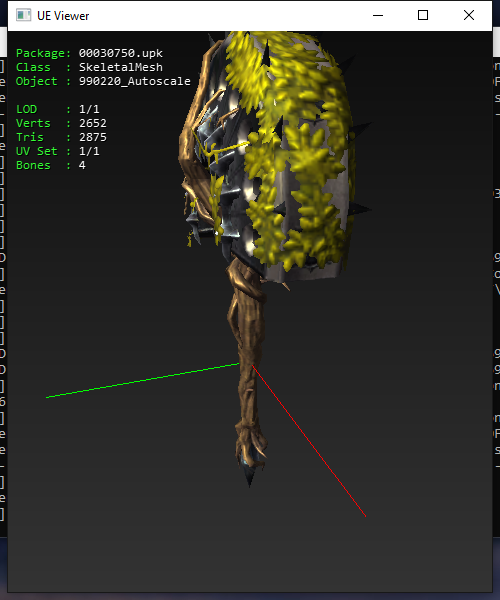 UE Viewer
Package: 00030750.upk
Class  : SkeletalMesh
Object : 990220_Autoscale
LOD    : 1/1
Verts  : 2652
Tris   : 2875
UV Set : 1/1
Bones  : 4